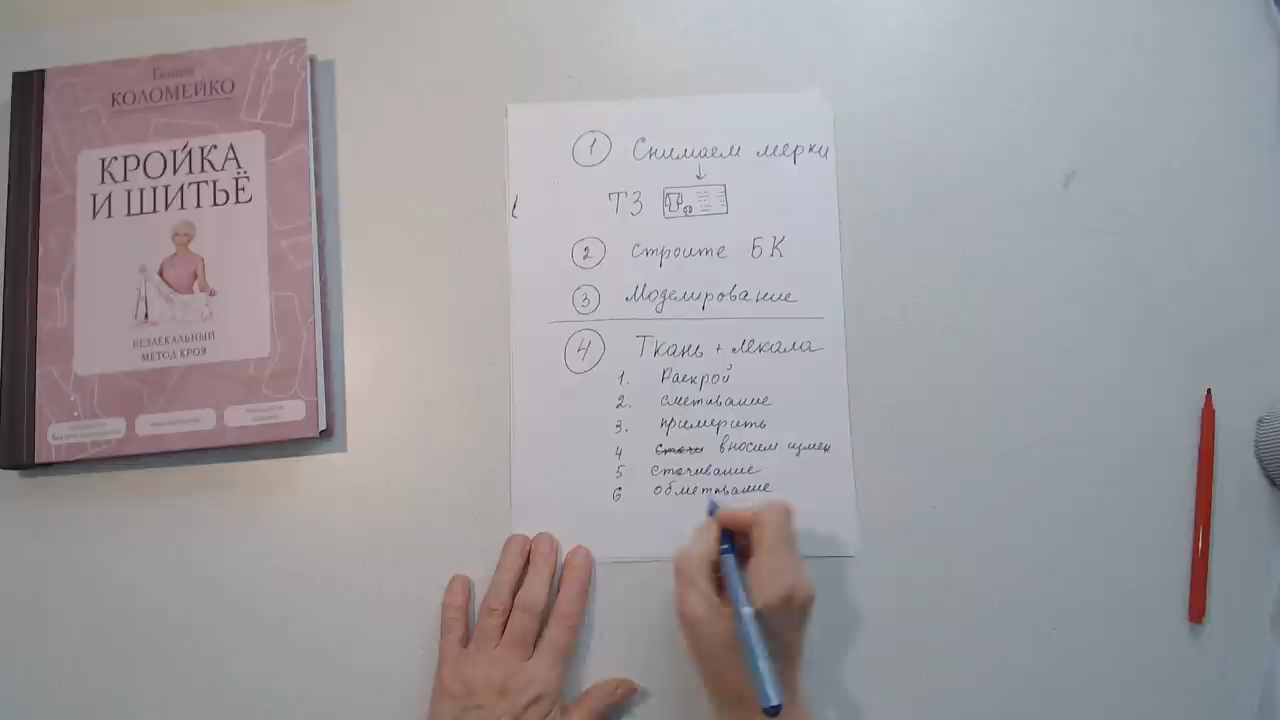 Галия
КОЛОМЕЙКО
КРОЙКА
И ШИТЬЁ
БЕЗЛЕКАЛЬНЫЙ
МЕТОД КРОЯ
1 Снимаем мерки
ТЗ
2 строите БК
3 Моделирование
4 Ткань + лекала
1. Раскрой
2. сметывание
3. примерить
4 вносим измен
5 стачивание
6 обметывание